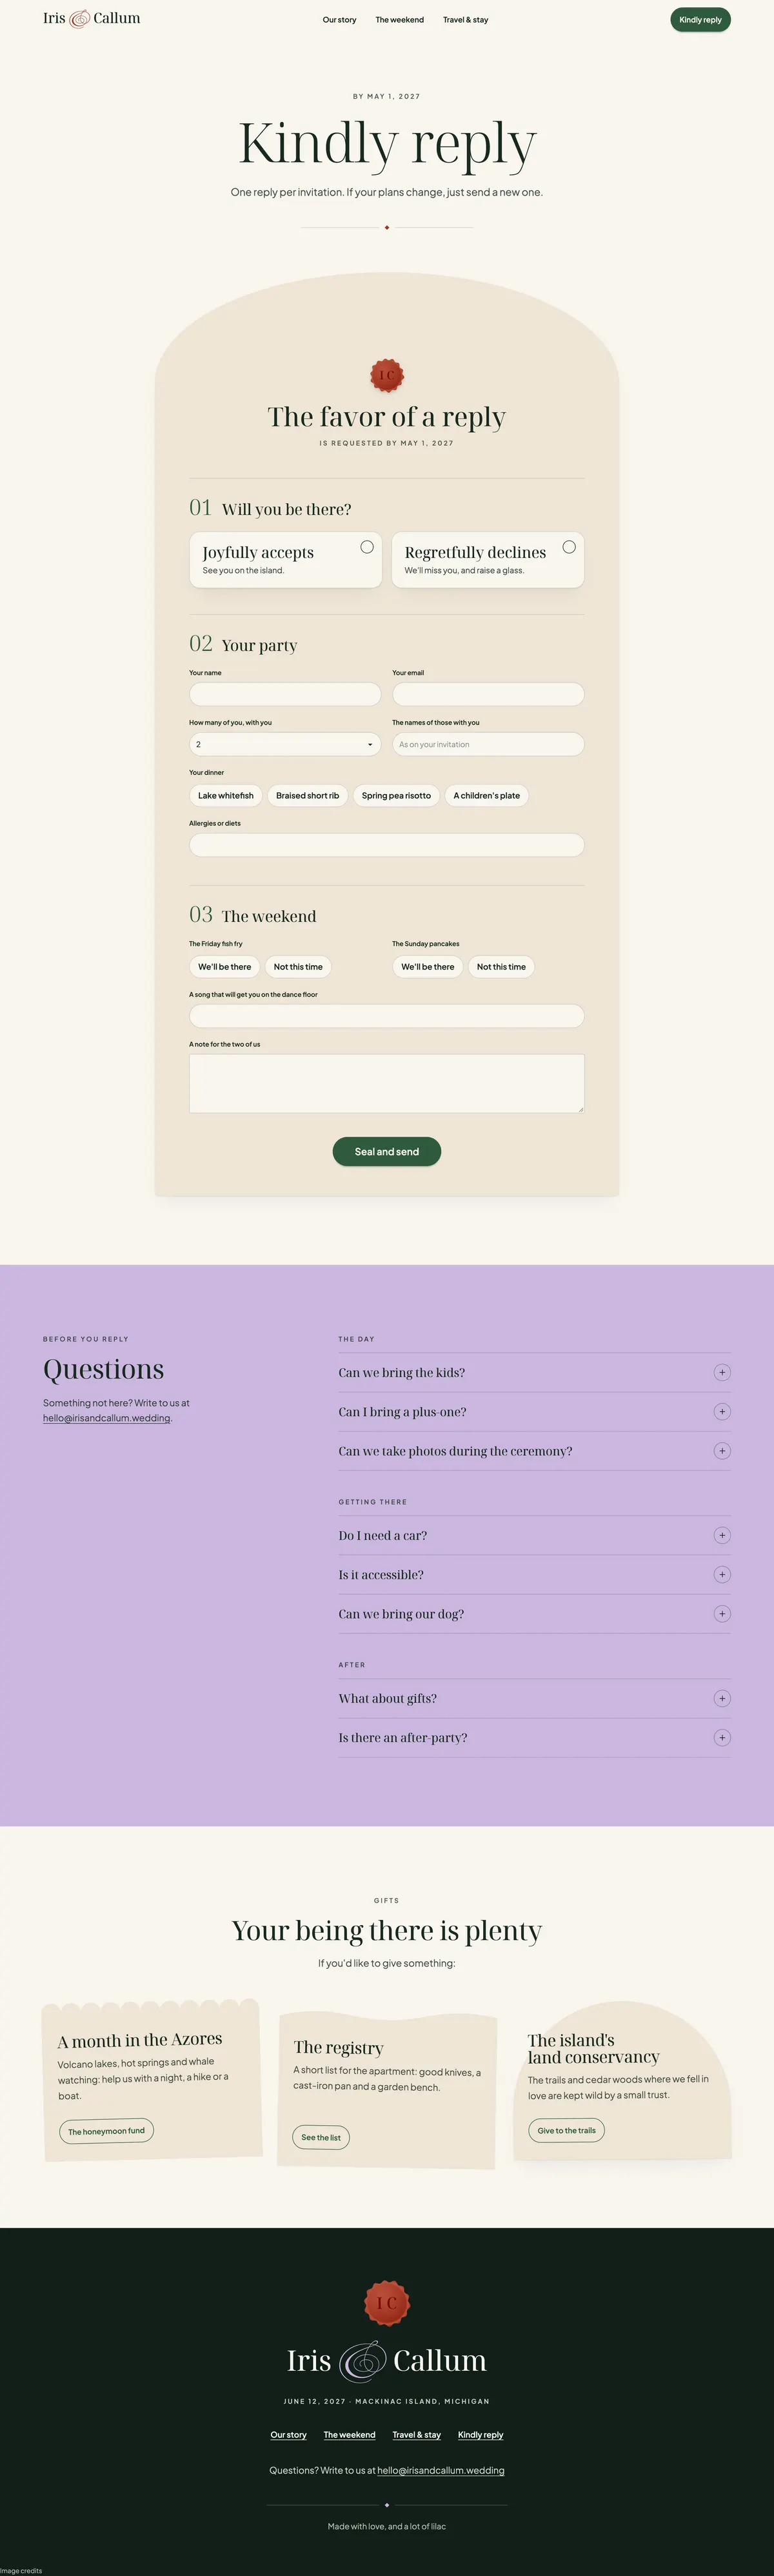 Iris Callum
Our story
The weekend
Travel & stay
Kindly reply
BY MAY 1, 2027
Kindly reply
One reply per invitation. If your plans change, just send a new one.
I C
The favor of a reply
IS REQUESTED BY MAY 1, 2027
01 Will you be there?
Joyfully accepts
See you on the island.
Regretfully declines
We'll miss you, and raise a glass.
02 Your party
Your name
Your email
How many of you, with you
The names of those with you
2
As on your invitation
Your dinner
Lake whitefish
Braised short rib
Spring pea risotto
A children's plate
Allergies or diets
03 The weekend
The Friday fish fry
The Sunday pancakes
We'll be there
Not this time
We'll be there
Not this time
A song that will get you on the dance floor
A note for the two of us
Seal and send
BEFORE YOU REPLY
Questions
Something not here? Write to us at
hello@irisandcallum.wedding.
THE DAY
Can we bring the kids?
Can I bring a plus-one?
Can we take photos during the ceremony?
GETTING THERE
Do I need a car?
Is it accessible?
Can we bring our dog?
AFTER
What about gifts?
Is there an after-party?
GIFTS
Your being there is plenty
If you'd like to give something:
A month in the Azores
Volcano lakes, hot springs and whale
watching: help us with a night, a hike or a
boat.
The honeymoon fund
The registry
A short list for the apartment: good knives, a
cast-iron pan and a garden bench.
See the list
The island's
land conservancy
The trails and cedar woods where we fell in
love are kept wild by a small trust.
Give to the trails
I C
Iris Callum
JUNE 12, 2027 · MACKINAC ISLAND, MICHIGAN
Our story
The weekend
Travel & stay
Kindly reply
Questions? Write to us at hello@irisandcallum.wedding
Made with love, and a lot of lilac
Image credits